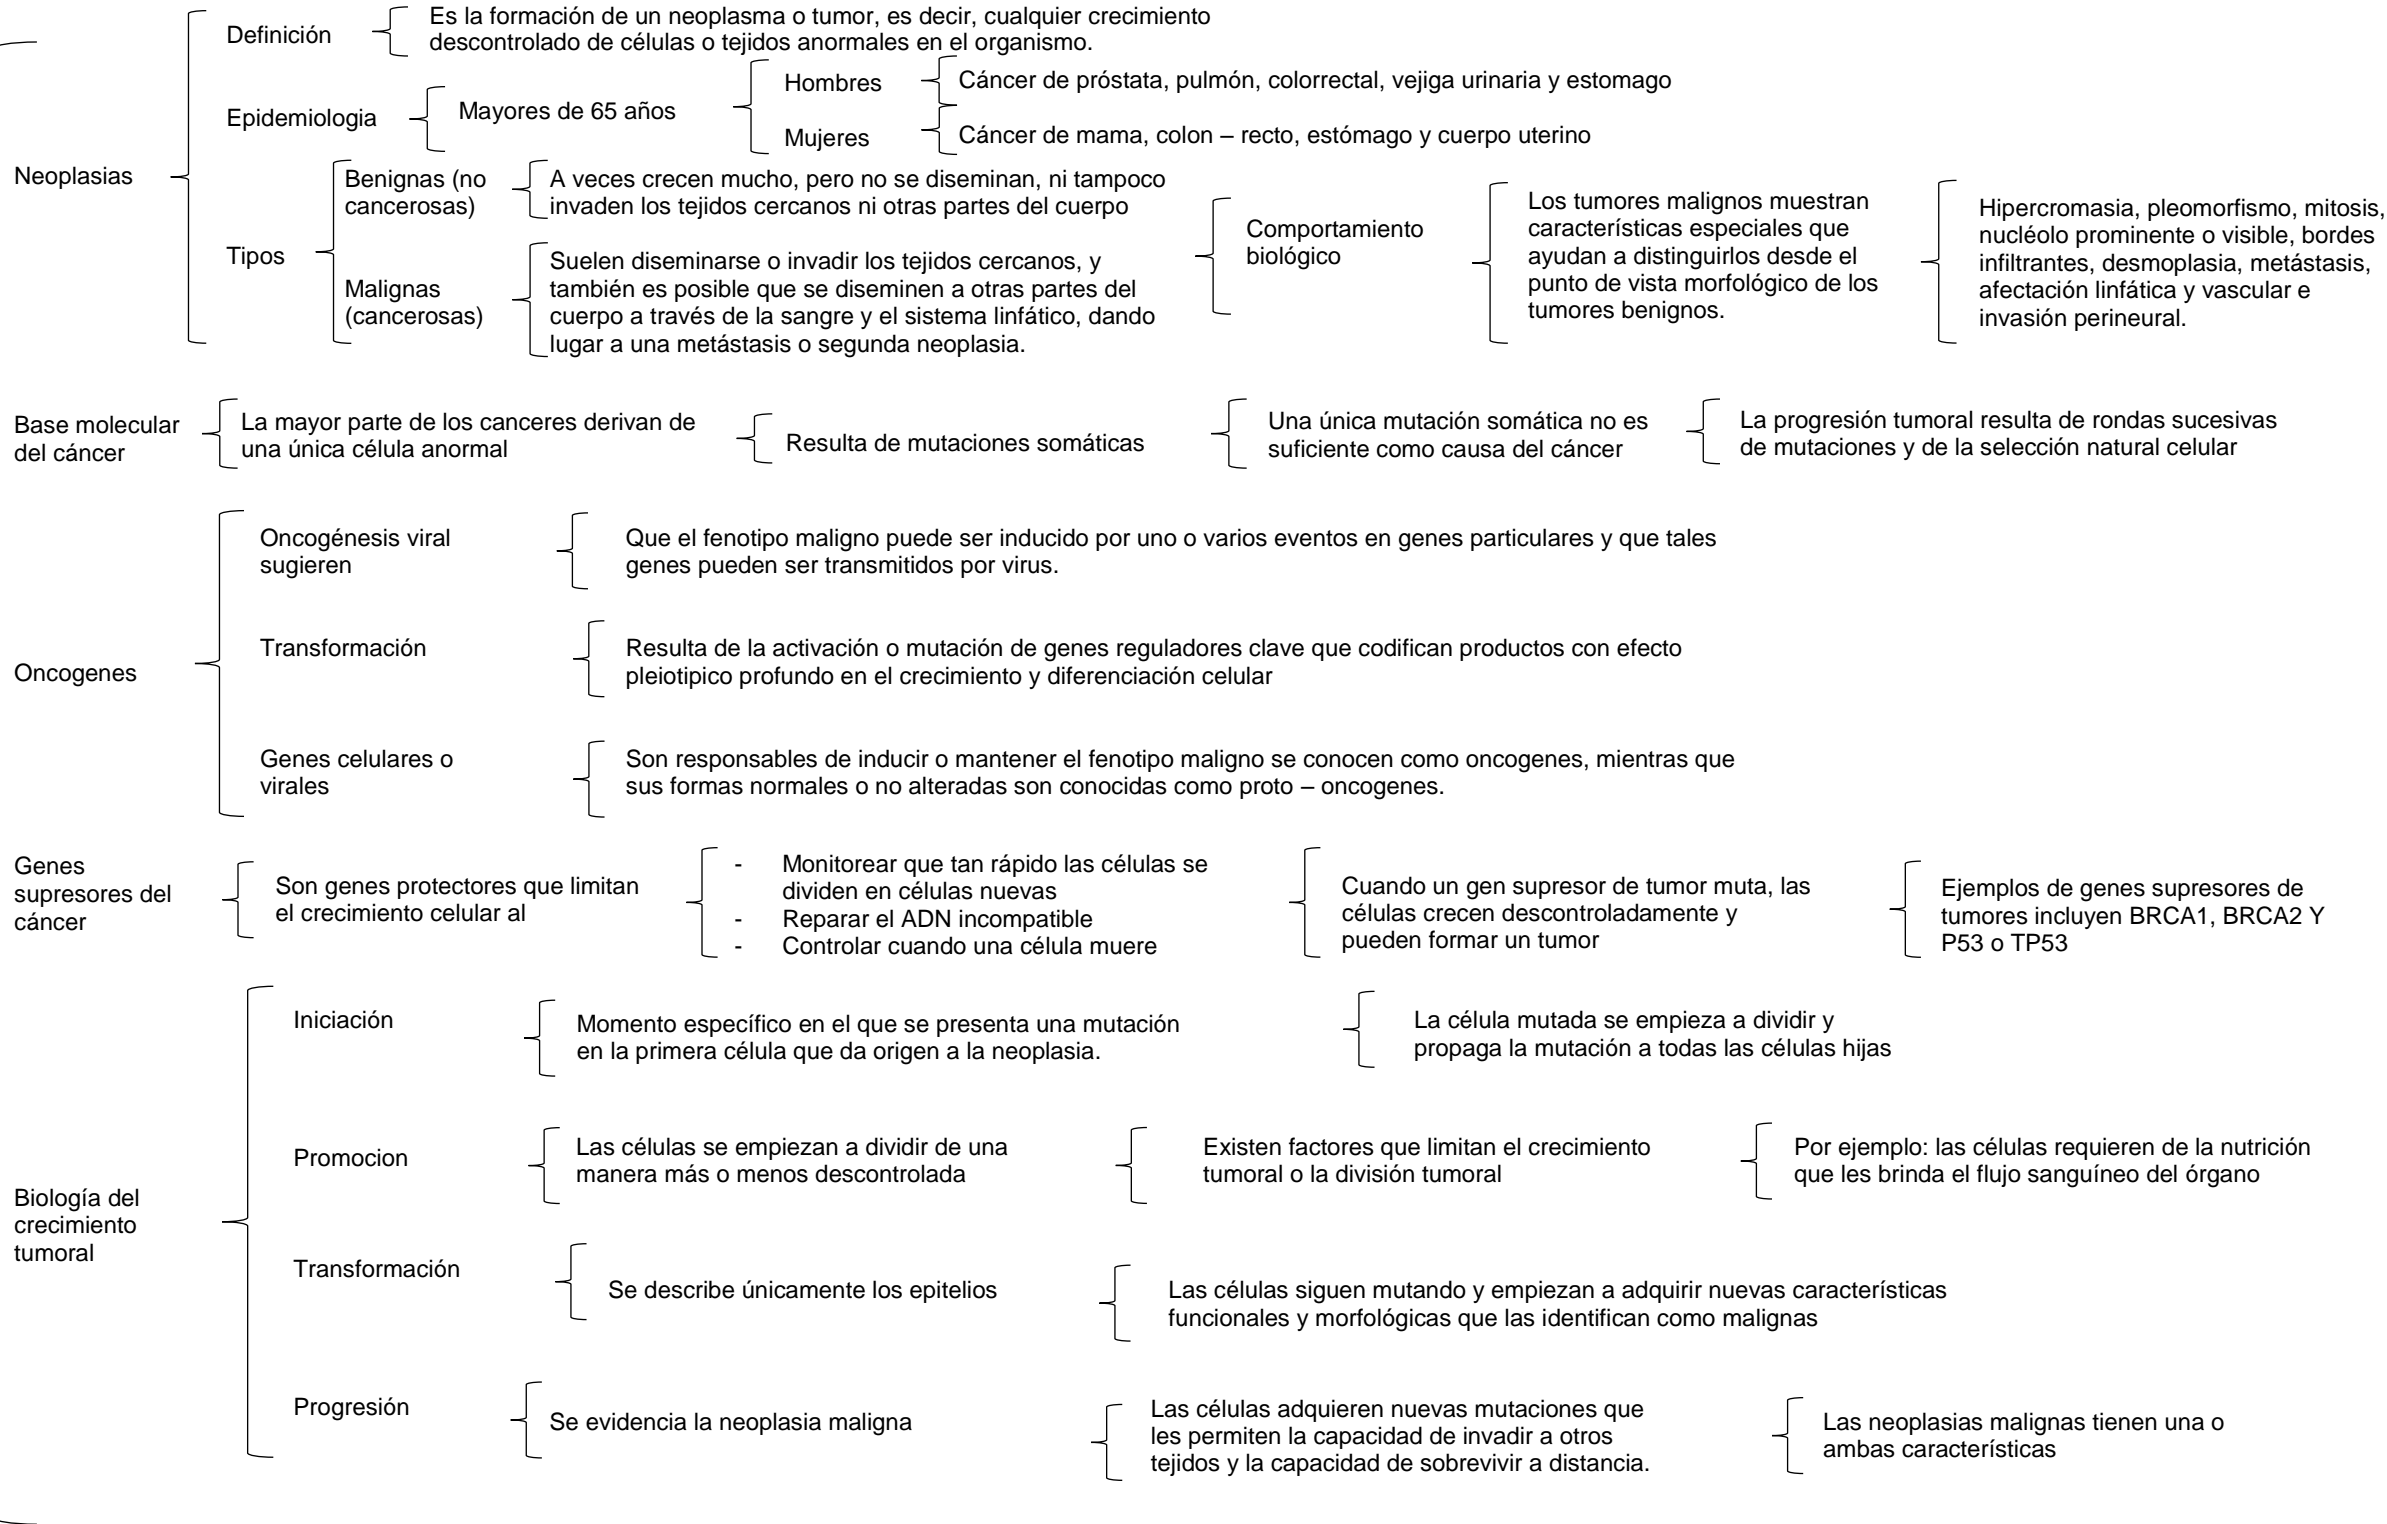 Definición
Es la formación de un neoplasma o tumor, es decir, cualquier crecimiento
descontrolado de células o tejidos anormales en el organismo.
Epidemiologia
Mayores de 65 años
Hombres
Cáncer de próstata, pulmón, colorrectal, vejiga urinaria y estomago
Mujeres
Cáncer de mama, colon – recto, estómago y cuerpo uterino
Neoplasias
Tipos
Benignas (no
cancerosas)
A veces crecen mucho, pero no se diseminan, ni tampoco
invaden los tejidos cercanos ni otras partes del cuerpo
Malignas
(cancerosas)
Suelen diseminarse o invadir los tejidos cercanos, y
también es posible que se diseminen a otras partes del
cuerpo a través de la sangre y el sistema linfático, dando
lugar a una metástasis o segunda neoplasia.
Comportamiento
biológico
Los tumores malignos muestran
características especiales que
ayudan a distinguirlos desde el
punto de vista morfológico de los
tumores benignos.
Hipercromasia, pleomorfismo, mitosis,
nucléolo prominente o visible, bordes
infiltrantes, desmoplasia, metástasis,
afectación linfática y vascular e
invasión perineural.
Base molecular
del cáncer
La mayor parte de los canceres derivan de
una única célula anormal
Resulta de mutaciones somáticas
Una única mutación somática no es
suficiente como causa del cáncer
La progresión tumoral resulta de rondas sucesivas
de mutaciones y de la selección natural celular
Oncogenes
Oncogénesis viral
sugieren
Que el fenotipo maligno puede ser inducido por uno o varios eventos en genes particulares y que tales
genes pueden ser transmitidos por virus.
Transformación
Resulta de la activación o mutación de genes reguladores clave que codifican productos con efecto
pleiotipico profundo en el crecimiento y diferenciación celular
Genes celulares o
virales
Son responsables de inducir o mantener el fenotipo maligno se conocen como oncogenes, mientras que
sus formas normales o no alteradas son conocidas como proto – oncogenes.
Genes
supresores del
cáncer
Son genes protectores que limitan
el crecimiento celular al
- Monitorear que tan rápido las células se
dividen en células nuevas
- Reparar el ADN incompatible
- Controlar cuando una célula muere
Cuando un gen supresor de tumor muta, las
células crecen descontroladamente y
pueden formar un tumor
Ejemplos de genes supresores de
tumores incluyen BRCA1, BRCA2 Y
P53 o TP53
Biología del
crecimiento
tumoral
Iniciación
Momento específico en el que se presenta una mutación
en la primera célula que da origen a la neoplasia.
La célula mutada se empieza a dividir y
propaga la mutación a todas las células hijas
Promocion
Las células se empiezan a dividir de una
manera más o menos descontrolada
Existen factores que limitan el crecimiento
tumoral o la división tumoral
Por ejemplo: las células requieren de la nutrición
que les brinda el flujo sanguíneo del órgano
Transformación
Se describe únicamente los epitelios
Las células siguen mutando y empiezan a adquirir nuevas características
funcionales y morfológicas que las identifican como malignas
Progresión
Se evidencia la neoplasia maligna
Las células adquieren nuevas mutaciones que
les permiten la capacidad de invadir a otros
tejidos y la capacidad de sobrevivir a distancia.
Las neoplasias malignas tienen una o
ambas características